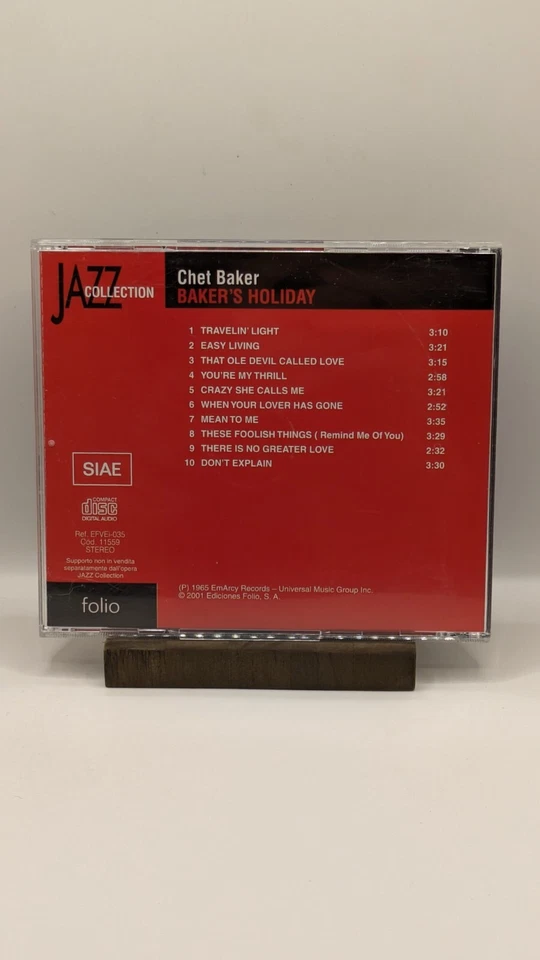 JAZZ
COLLECTION
Chet Baker
BAKER'S HOLIDAY
1 TRAVELIN' LIGHT 3:10
2 EASY LIVING 3:21
3 THAT OLE DEVIL CALLED LOVE 3:15
4 YOU'RE MY THRILL 2:58
5 CRAZY SHE CALLS ME 3:21
6 WHEN YOUR LOVER HAS GONE 2:52
7 MEAN TO ME 3:35
8 THESE FOOLISH THINGS ( Remind Me Of You) 3:29
9 THERE IS NO GREATER LOVE 2:32
10 DON'T EXPLAIN 3:30
SIAE
COMPACT
disc
DIGITAL AUDIO
Ref. EFVEi-035
Cód. 11559
STEREO
Supporto non in vendita
separatamente dall'opera
JAZZ Collection
folio
(P) 1965 EmArcy Records – Universal Music Group Inc.
© 2001 Ediciones Folio, S. A.